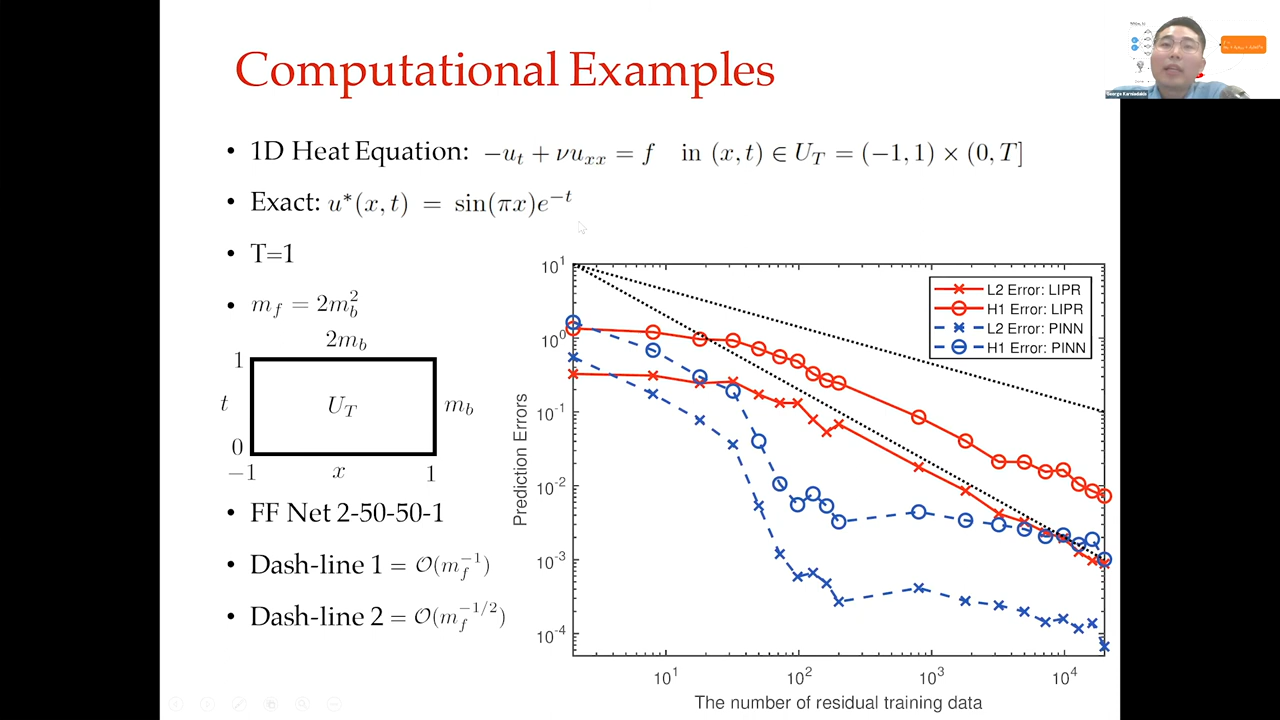 Computational Examples
• 1D Heat Equation: −u_t + νu_{xx} = f in (x, t) ∈ U_T = (−1, 1) × (0, T]
• Exact: u*(x, t) = sin(πx)e^{−t}
• T=1
• m_f = 2m_b^2
2m_b
1
t
U_T
m_b
0
−1
x
1
• FF Net 2-50-50-1
• Dash-line 1 = O(m_f^{−1})
• Dash-line 2 = O(m_f^{−1/2})
L2 Error: LIPR
H1 Error: LIPR
L2 Error: PINN
H1 Error: PINN
Prediction Errors
10^1
10^0
10^{-1}
10^{-2}
10^{-3}
10^{-4}
10^1
10^2
10^3
10^4
The number of residual training data
George Karniadakis